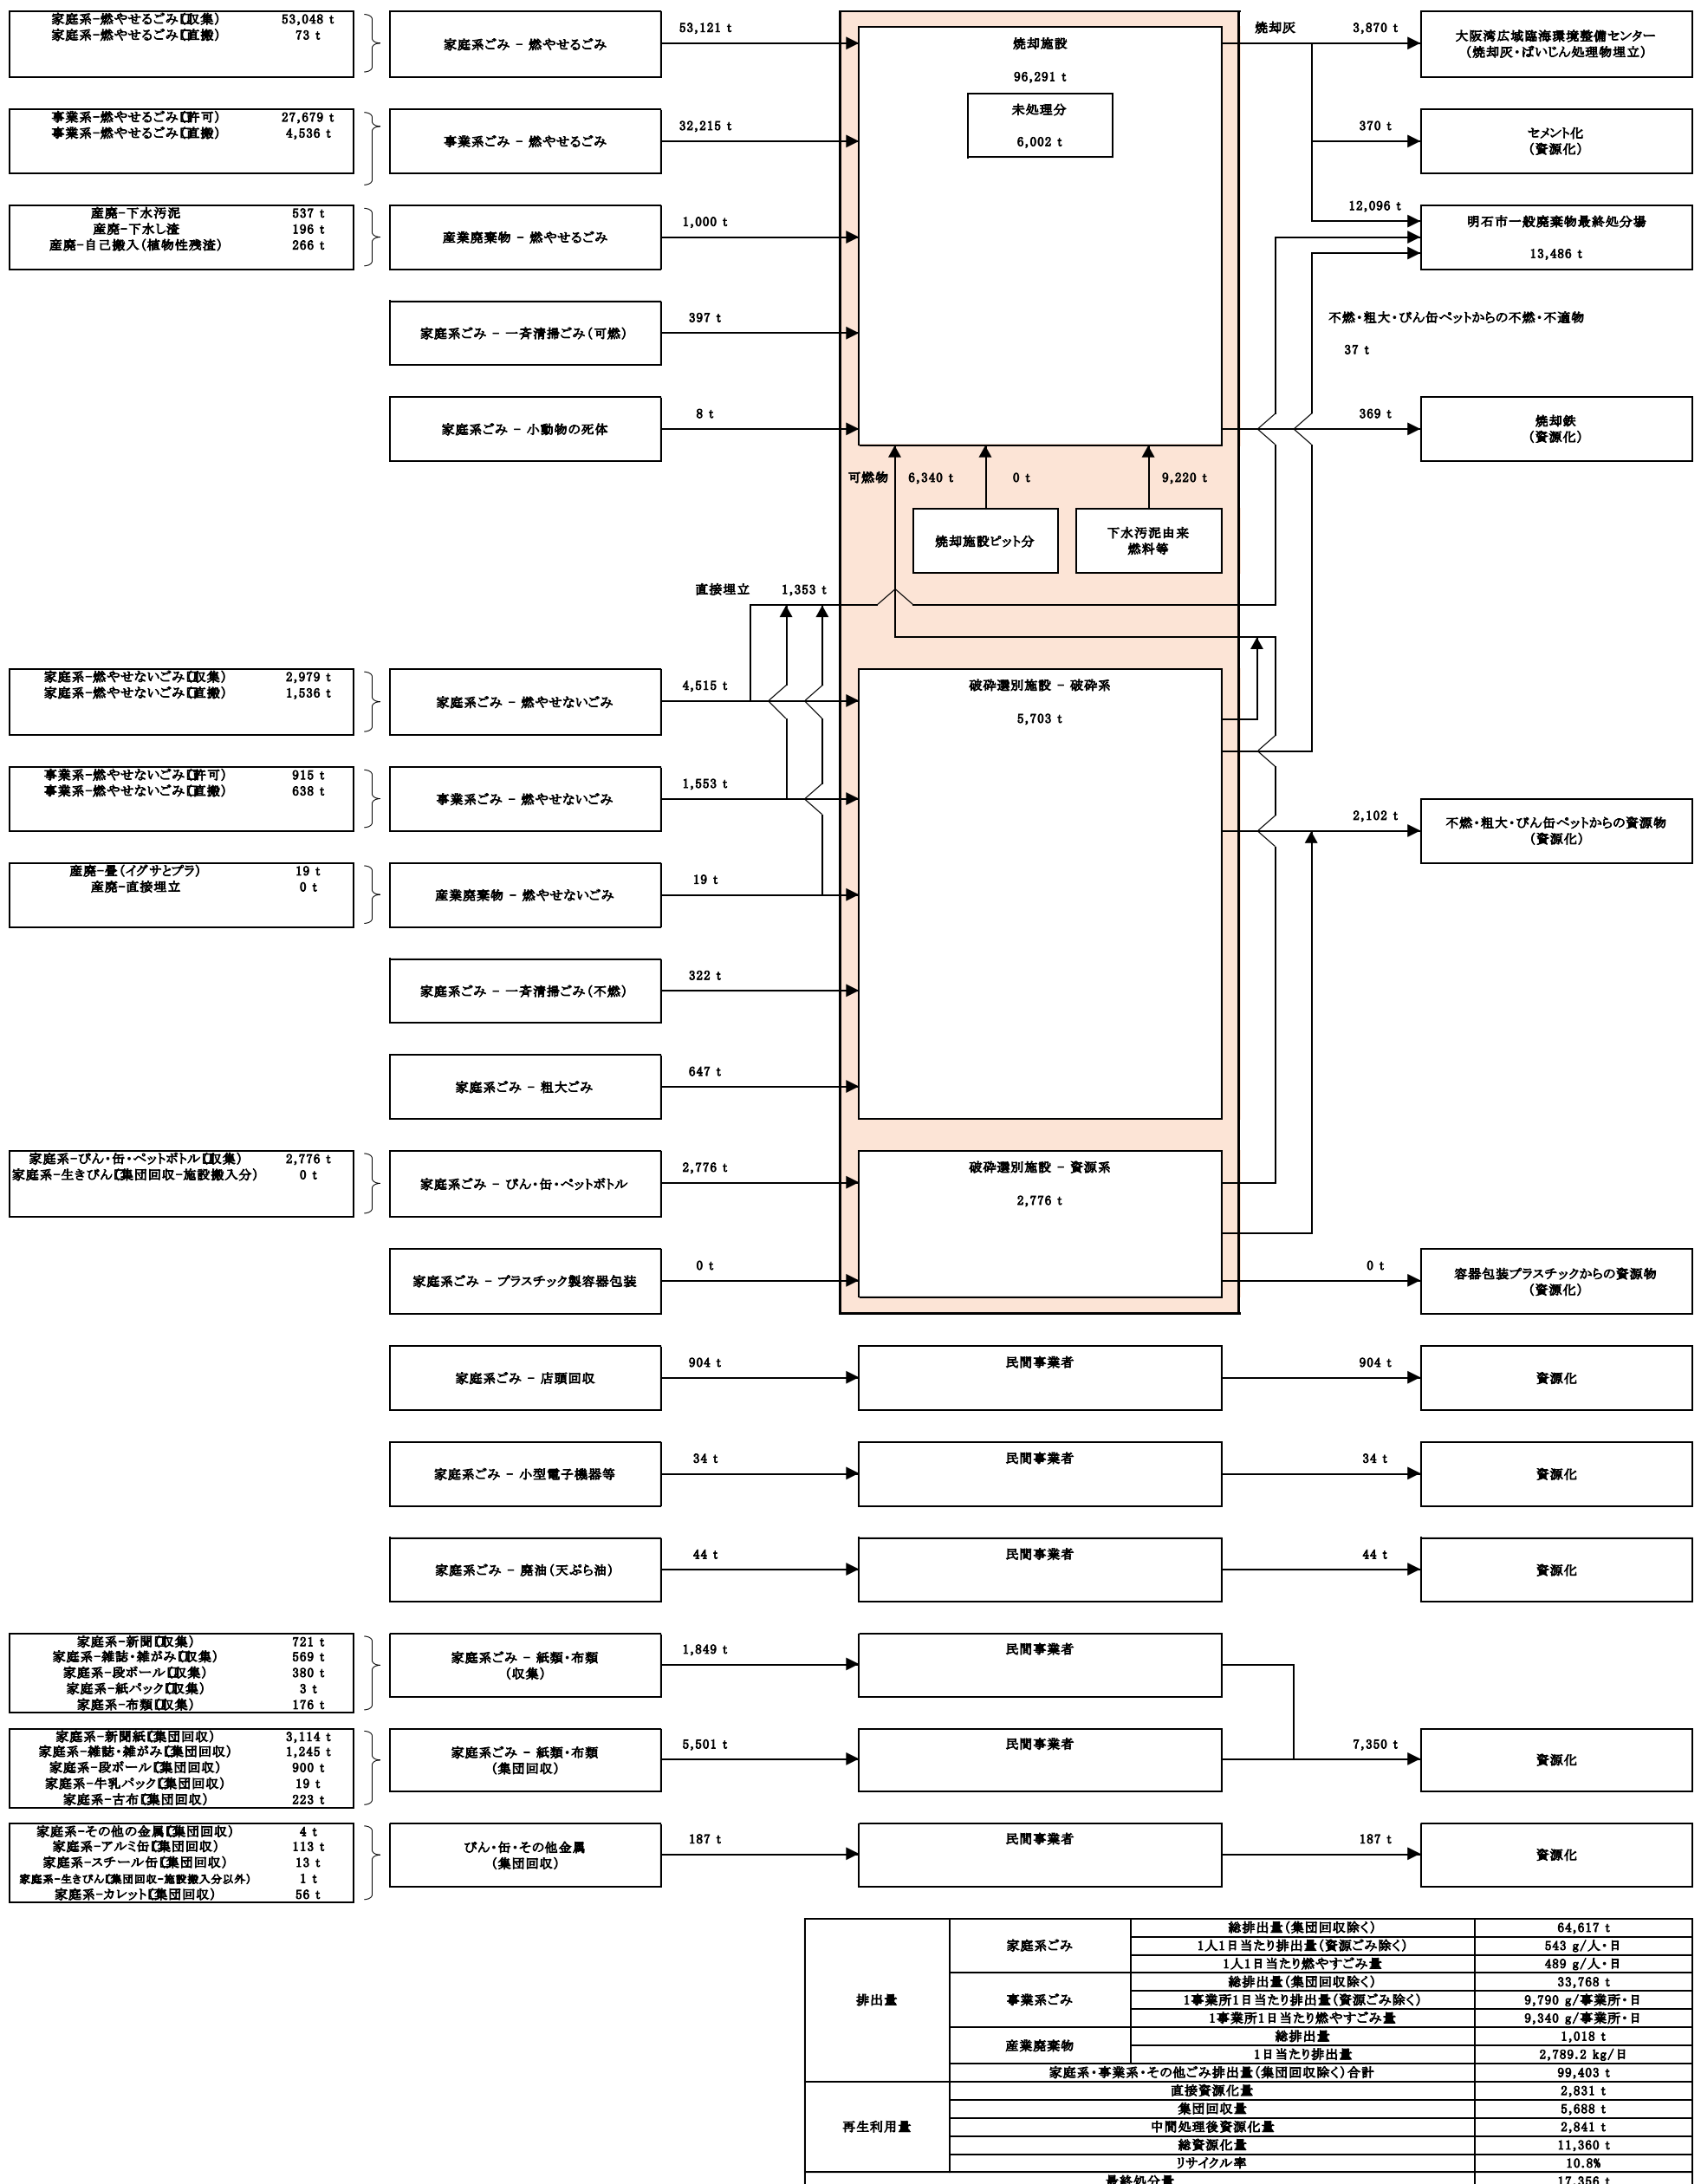 家庭系-燃やせるごみ【収集】 53,048 t
家庭系-燃やせるごみ【直搬】 73 t
家庭系ごみ － 燃やせるごみ
53,121 t
焼却施設
96,291 t
未処理分
6,002 t
焼却灰 3,870 t
大阪湾広域臨海環境整備センター
(焼却灰・ばいじん処理物埋立)
事業系-燃やせるごみ【許可】 27,679 t
事業系-燃やせるごみ【直搬】 4,536 t
事業系ごみ － 燃やせるごみ
32,215 t
370 t
セメント化
(資源化)
産廃-下水汚泥 537 t
産廃-下水し渣 196 t
産廃-自己搬入(植物性残渣) 266 t
産業廃棄物 － 燃やせるごみ
1,000 t
12,096 t
明石市一般廃棄物最終処分場
13,486 t
家庭系ごみ － 一斉清掃ごみ(可燃)
397 t
不燃・粗大・びん缶ペットからの不燃・不適物
37 t
家庭系ごみ － 小動物の死体
8 t
369 t
焼却鉄
(資源化)
可燃物 6,340 t
0 t
9,220 t
焼却施設ピット分
下水汚泥由来
燃料等
直接埋立 1,353 t
家庭系-燃やせないごみ【収集】 2,979 t
家庭系-燃やせないごみ【直搬】 1,536 t
家庭系ごみ － 燃やせないごみ
4,515 t
破砕選別施設 － 破砕系
5,703 t
事業系-燃やせないごみ【許可】 915 t
事業系-燃やせないごみ【直搬】 638 t
事業系ごみ － 燃やせないごみ
1,553 t
2,102 t
不燃・粗大・びん缶ペットからの資源物
(資源化)
産廃-畳(イグサとプラ) 19 t
産廃-直接埋立 0 t
産業廃棄物 － 燃やせないごみ
19 t
家庭系ごみ － 一斉清掃ごみ(不燃)
322 t
家庭系ごみ － 粗大ごみ
647 t
家庭系-びん・缶・ペットボトル【収集】 2,776 t
家庭系-生きびん【集団回収-施設搬入分】 0 t
家庭系ごみ － びん・缶・ペットボトル
2,776 t
破砕選別施設 － 資源系
2,776 t
家庭系ごみ － プラスチック製容器包装
0 t
0 t
容器包装プラスチックからの資源物
(資源化)
家庭系ごみ － 店頭回収
904 t
民間事業者
904 t
資源化
家庭系ごみ － 小型電子機器等
34 t
民間事業者
34 t
資源化
家庭系ごみ － 廃油(天ぷら油)
44 t
民間事業者
44 t
資源化
家庭系-新聞【収集】 721 t
家庭系-雑誌・雑がみ【収集】 569 t
家庭系-段ボール【収集】 380 t
家庭系-紙パック【収集】 3 t
家庭系-布類【収集】 176 t
家庭系ごみ － 紙類・布類
(収集)
1,849 t
民間事業者
家庭系-新聞紙【集団回収】 3,114 t
家庭系-雑誌・雑がみ【集団回収】 1,245 t
家庭系-段ボール【集団回収】 900 t
家庭系-牛乳パック【集団回収】 19 t
家庭系-古布【集団回収】 223 t
家庭系ごみ － 紙類・布類
(集団回収)
5,501 t
民間事業者
7,350 t
資源化
家庭系-その他の金属【集団回収】 4 t
家庭系-アルミ缶【集団回収】 113 t
家庭系-スチール缶【集団回収】 13 t
家庭系-生きびん【集団回収-施設搬入分以外】 1 t
家庭系-カレット【集団回収】 56 t
びん・缶・その他金属
(集団回収)
187 t
民間事業者
187 t
資源化
排出量
家庭系ごみ
総排出量(集団回収除く) 64,617 t
1人1日当たり排出量(資源ごみ除く) 543 g/人・日
1人1日当たり燃やすごみ量 489 g/人・日
事業系ごみ
総排出量(集団回収除く) 33,768 t
1事業所1日当たり排出量(資源ごみ除く) 9,790 g/事業所・日
1事業所1日当たり燃やすごみ量 9,340 g/事業所・日
産業廃棄物
総排出量 1,018 t
1日当たり排出量 2,789.2 kg/日
家庭系・事業系・その他ごみ排出量(集団回収除く)合計 99,403 t
再生利用量
直接資源化量 2,831 t
集団回収量 5,688 t
中間処理後資源化量 2,841 t
総資源化量 11,360 t
リサイクル率 10.8%
最終処分量 17,356 t